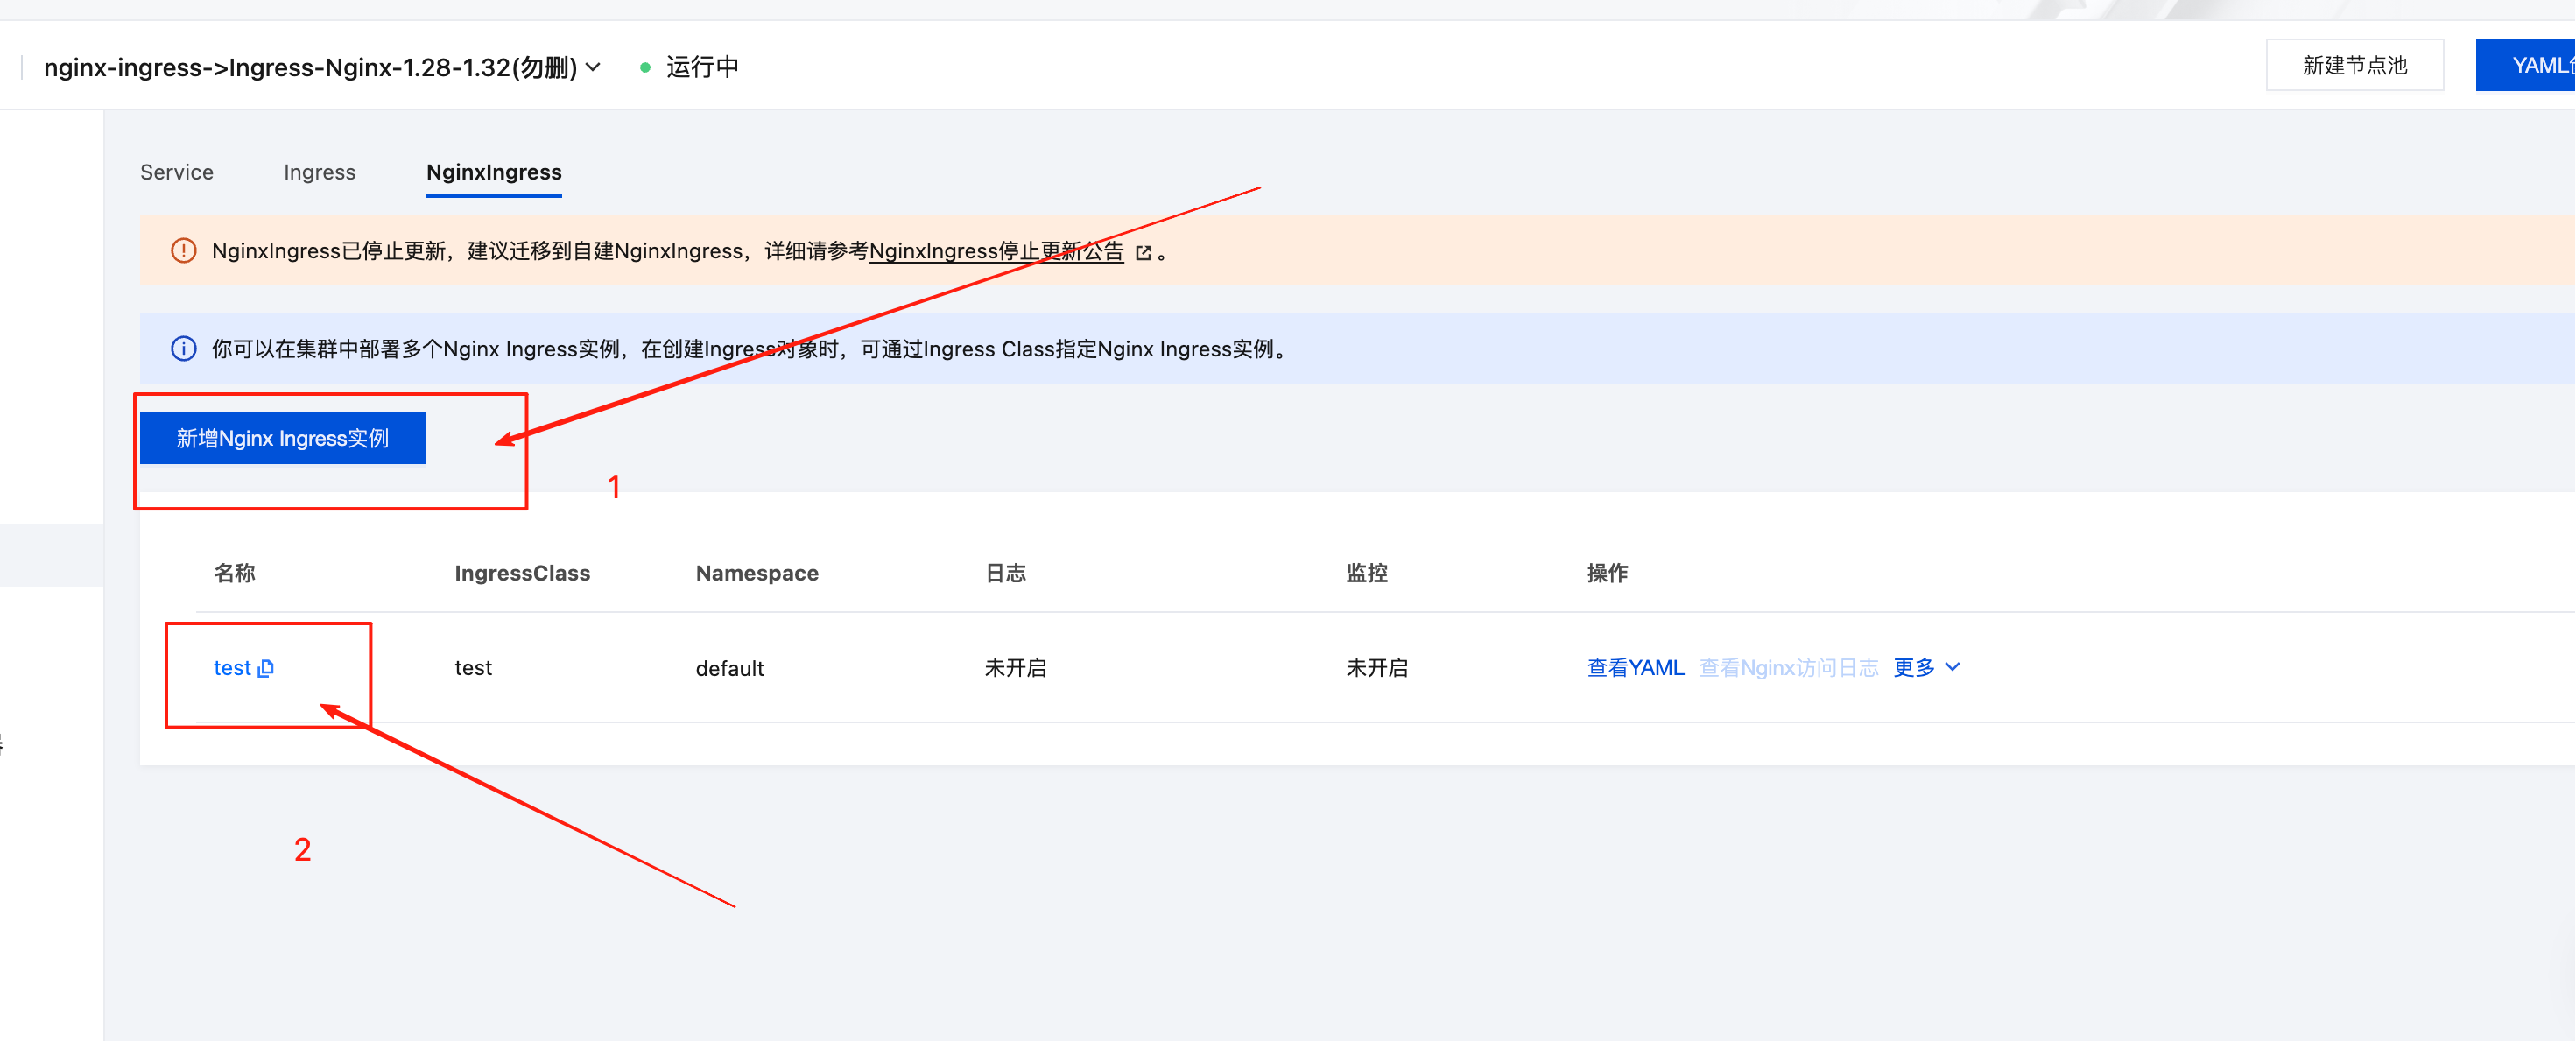 nginx-ingress->Ingress-Nginx-1.28-1.32(勿删) 运行中 新建节点池 YAML
Service Ingress NginxIngress
NginxIngress已停止更新，建议迁移到自建NginxIngress，详细请参考NginxIngress停止更新公告 。
你可以在集群中部署多个Nginx Ingress实例，在创建Ingress对象时，可通过Ingress Class指定Nginx Ingress实例。
新增Nginx Ingress实例
1
名称 IngressClass Namespace 日志 监控 操作
test test default 未开启 未开启 查看YAML 查看Nginx访问日志 更多
2